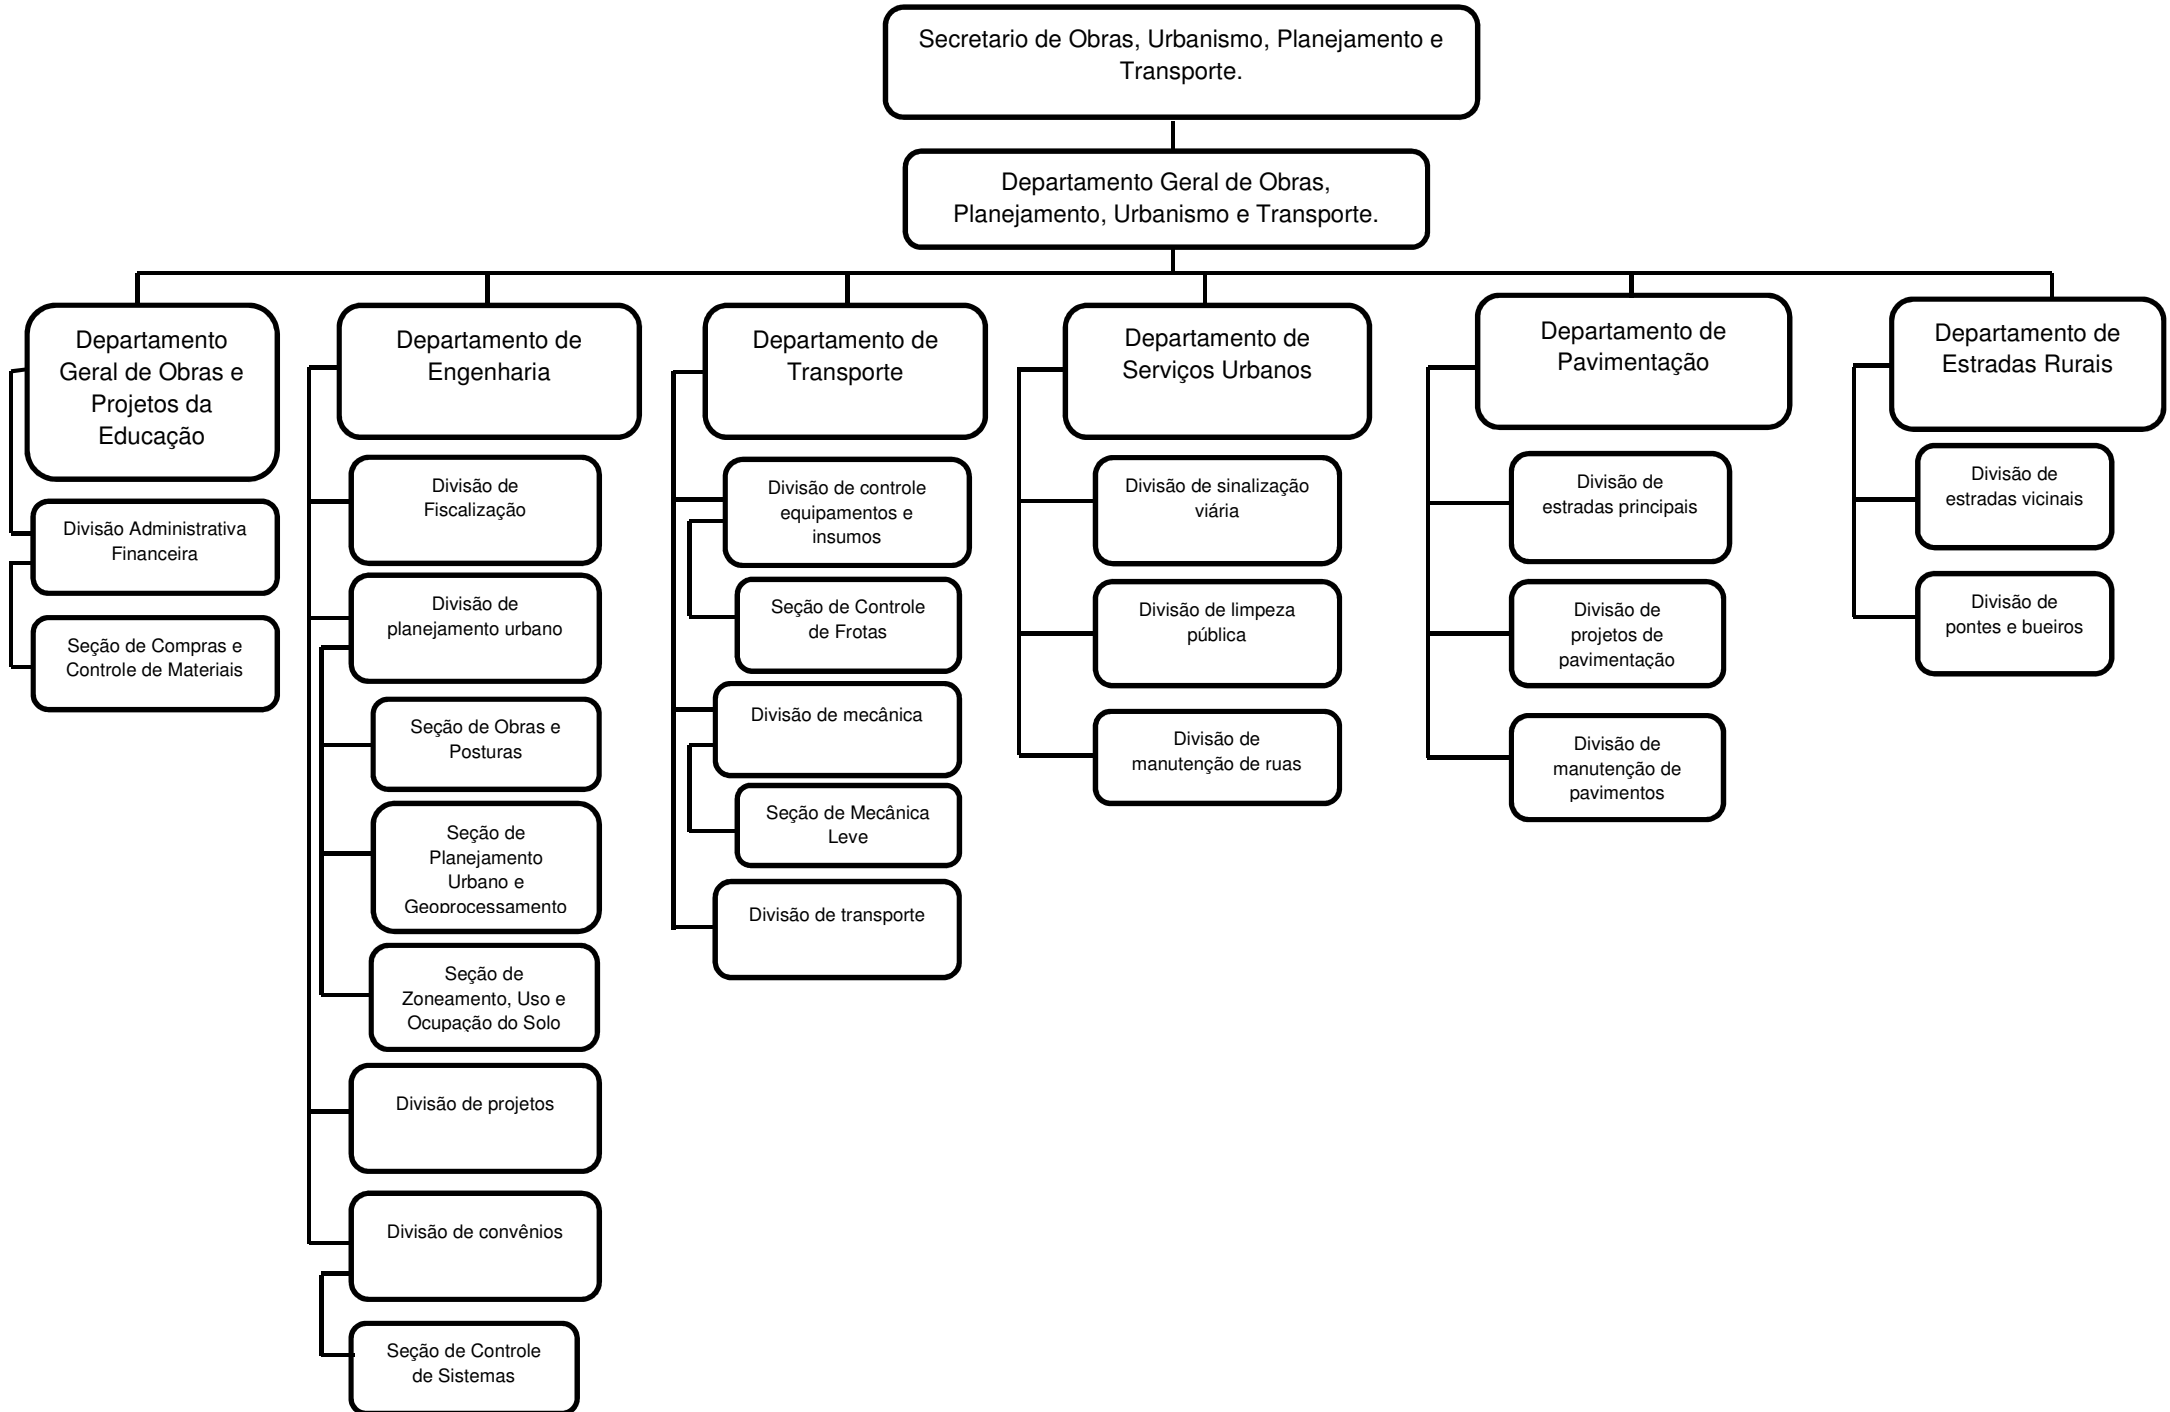 Secretario de Obras, Urbanismo, Planejamento e
Transporte.
Departamento Geral de Obras,
Planejamento, Urbanismo e Transporte.
Departamento
Geral de Obras e
Projetos da
Educação
Divisão Administrativa
Financeira
Seção de Compras e
Controle de Materiais
Departamento de
Engenharia
Divisão de
Fiscalização
Divisão de
planejamento urbano
Seção de Obras e
Posturas
Seção de
Planejamento
Urbano e
Geoprocessamento
Seção de
Zoneamento, Uso e
Ocupação do Solo
Divisão de projetos
Divisão de convênios
Seção de Controle
de Sistemas
Departamento de
Transporte
Divisão de controle
equipamentos e
insumos
Seção de Controle
de Frotas
Divisão de mecânica
Seção de Mecânica
Leve
Divisão de transporte
Departamento de
Serviços Urbanos
Divisão de sinalização
viária
Divisão de limpeza
pública
Divisão de
manutenção de ruas
Departamento de
Pavimentação
Divisão de
estradas principais
Divisão de
projetos de
pavimentação
Divisão de
manutenção de
pavimentos
Departamento de
Estradas Rurais
Divisão de
estradas vicinais
Divisão de
pontes e bueiros